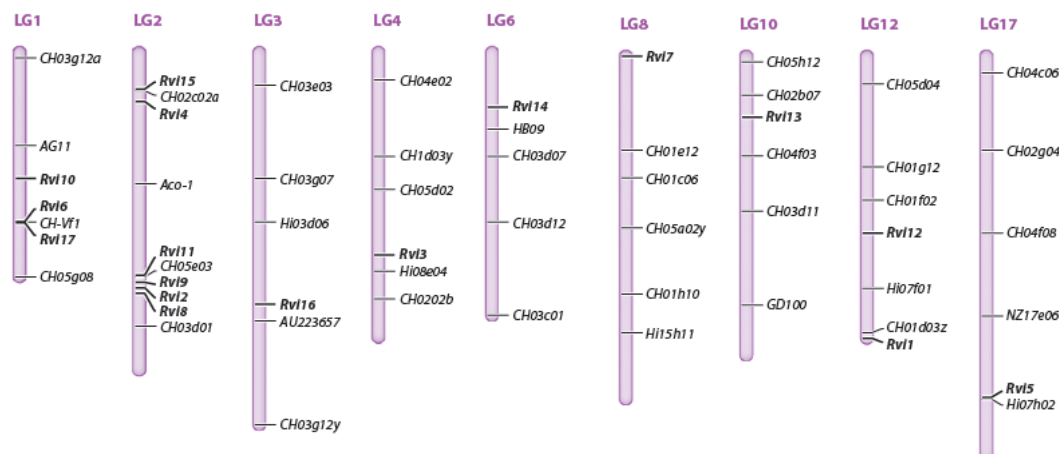 LG1
CH03g12a
AG11
Rvi10
Rvi6
CH-Vf1
Rvi17
CH05g08
LG2
Rvi15
CH02c02a
Rvi4
Aco-1
Rvi11
CH05e03
Rvi9
Rvi2
Rvi8
CH03d01
LG3
CH03e03
CH03g07
Hi03d06
Rvi16
AU223657
CH03g12y
LG4
CH04e02
CH1d03y
CH05d02
Rvi3
Hi08e04
CH0202b
LG6
Rvi14
HB09
CH03d07
CH03d12
CH03c01
LG8
Rvi7
CH01e12
CH01c06
CH05a02y
CH01h10
Hi15h11
LG10
CH05h12
CH02b07
Rvi13
CH04f03
CH03d11
GD100
LG12
CH05d04
CH01g12
CH01f02
Rvi12
Hi07f01
CH01d03z
Rvi1
LG17
CH04c06
CH02g04
CH04f08
NZ17e06
Rvi5
Hi07h02